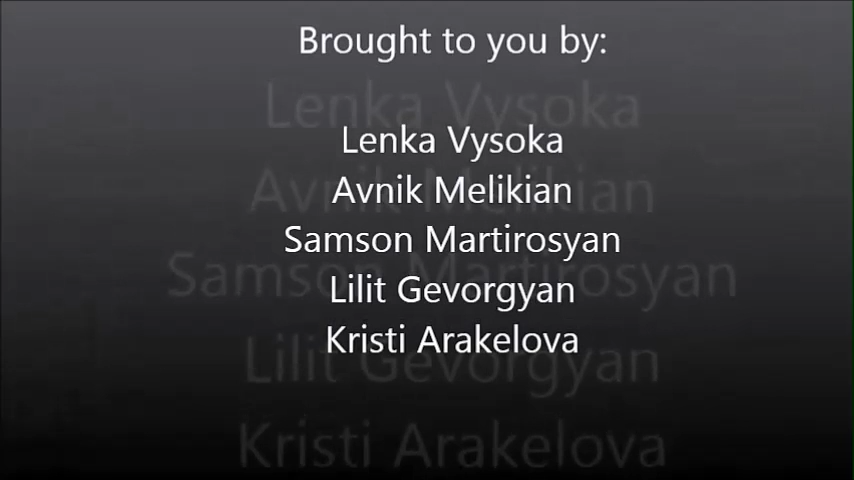 Brought to you by:
Lenka Vysoka
Avnik Melikian
Samson Martirosyan
Lilit Gevorgyan
Kristi Arakelova